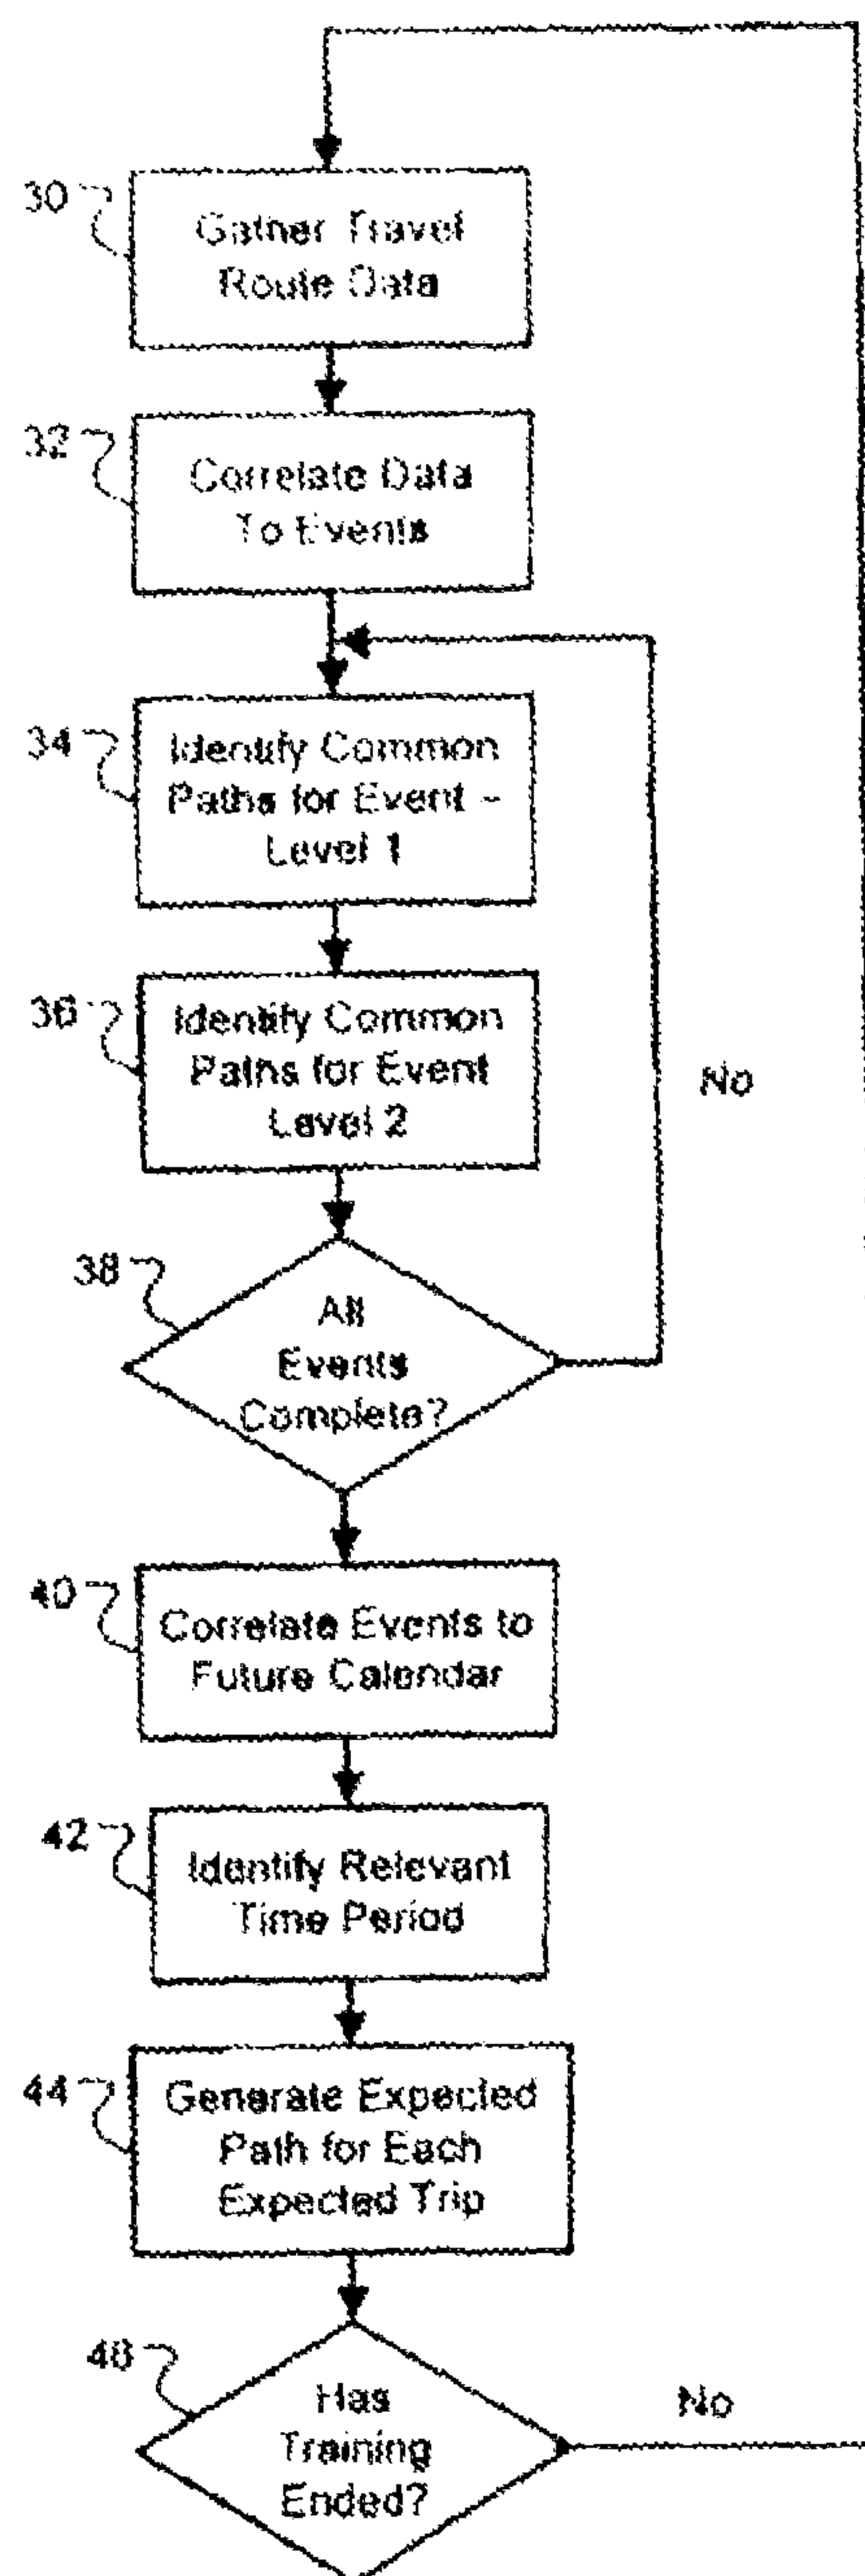 30
Gather Travel
Route Data
32
Correlate Data
To Events
34
Identify Common
Paths for Event –
Level 1
36
Identify Common
Paths for Event
Level 2
No
38
All
Events
Complete?
40
Correlate Events to
Future Calendar
42
Identify Relevant
Time Period
44
Generate Expected
Path for Each
Expected Trip
No
Has
Training
Ended?